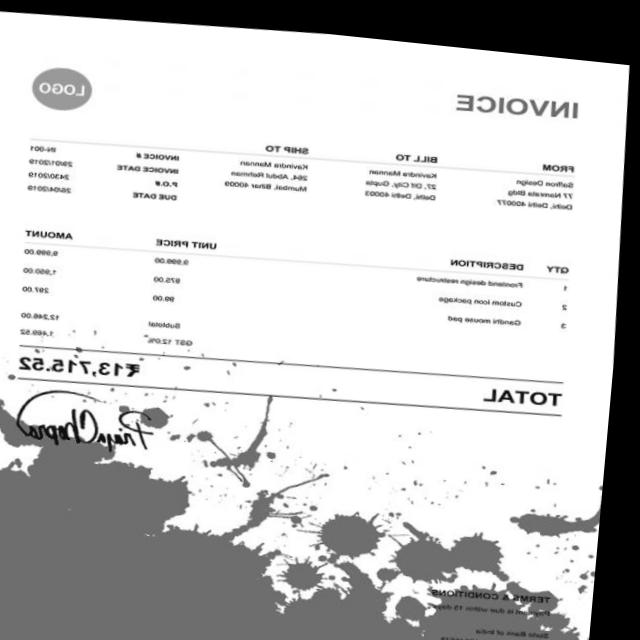 LOGO
INVOICE
FROM
Saffron Design
77 Namrata Bldg
Delhi, Delhi 400077
BILL TO
Kavindra Mannan
27, Dlf City, Gupta
Delhi, Delhi 40003
SHIP TO
Kavindra Mannan
264, Abdul Rehman
Mumbai, Bihar 40009
INVOICE # IN-001
INVOICE DATE 29/01/2019
P.O.# 2430/2019
DUE DATE 26/04/2019
QTY DESCRIPTION UNIT PRICE AMOUNT
1 Frontend design restructure 9,999.00 9,999.00
2 Custom icon package 975.00 1,950.00
3 Gandhi mouse pad 99.00 297.00
Subtotal 12,246.00
GST 12.0% 1,469.52
TOTAL ₹13,715.52
Priya Chopra
TERMS & CONDITIONS
Payment is due within 15 days
State Bank of India